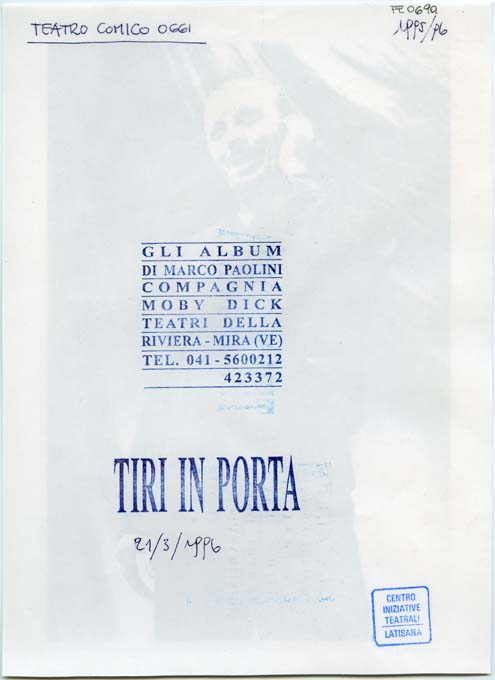 TEATRO COMICO OGGI
FE0690
1995/96
GLI ALBUM
DI MARCO PAOLINI
COMPAGNIA
MOBY DICK
TEATRI DELLA
RIVIERA - MIRA (VE)
TEL. 041 - 5600212
423372
TIRI IN PORTA
21/3/1996
CENTRO
INIZIATIVE
TEATRALI
LATISANA